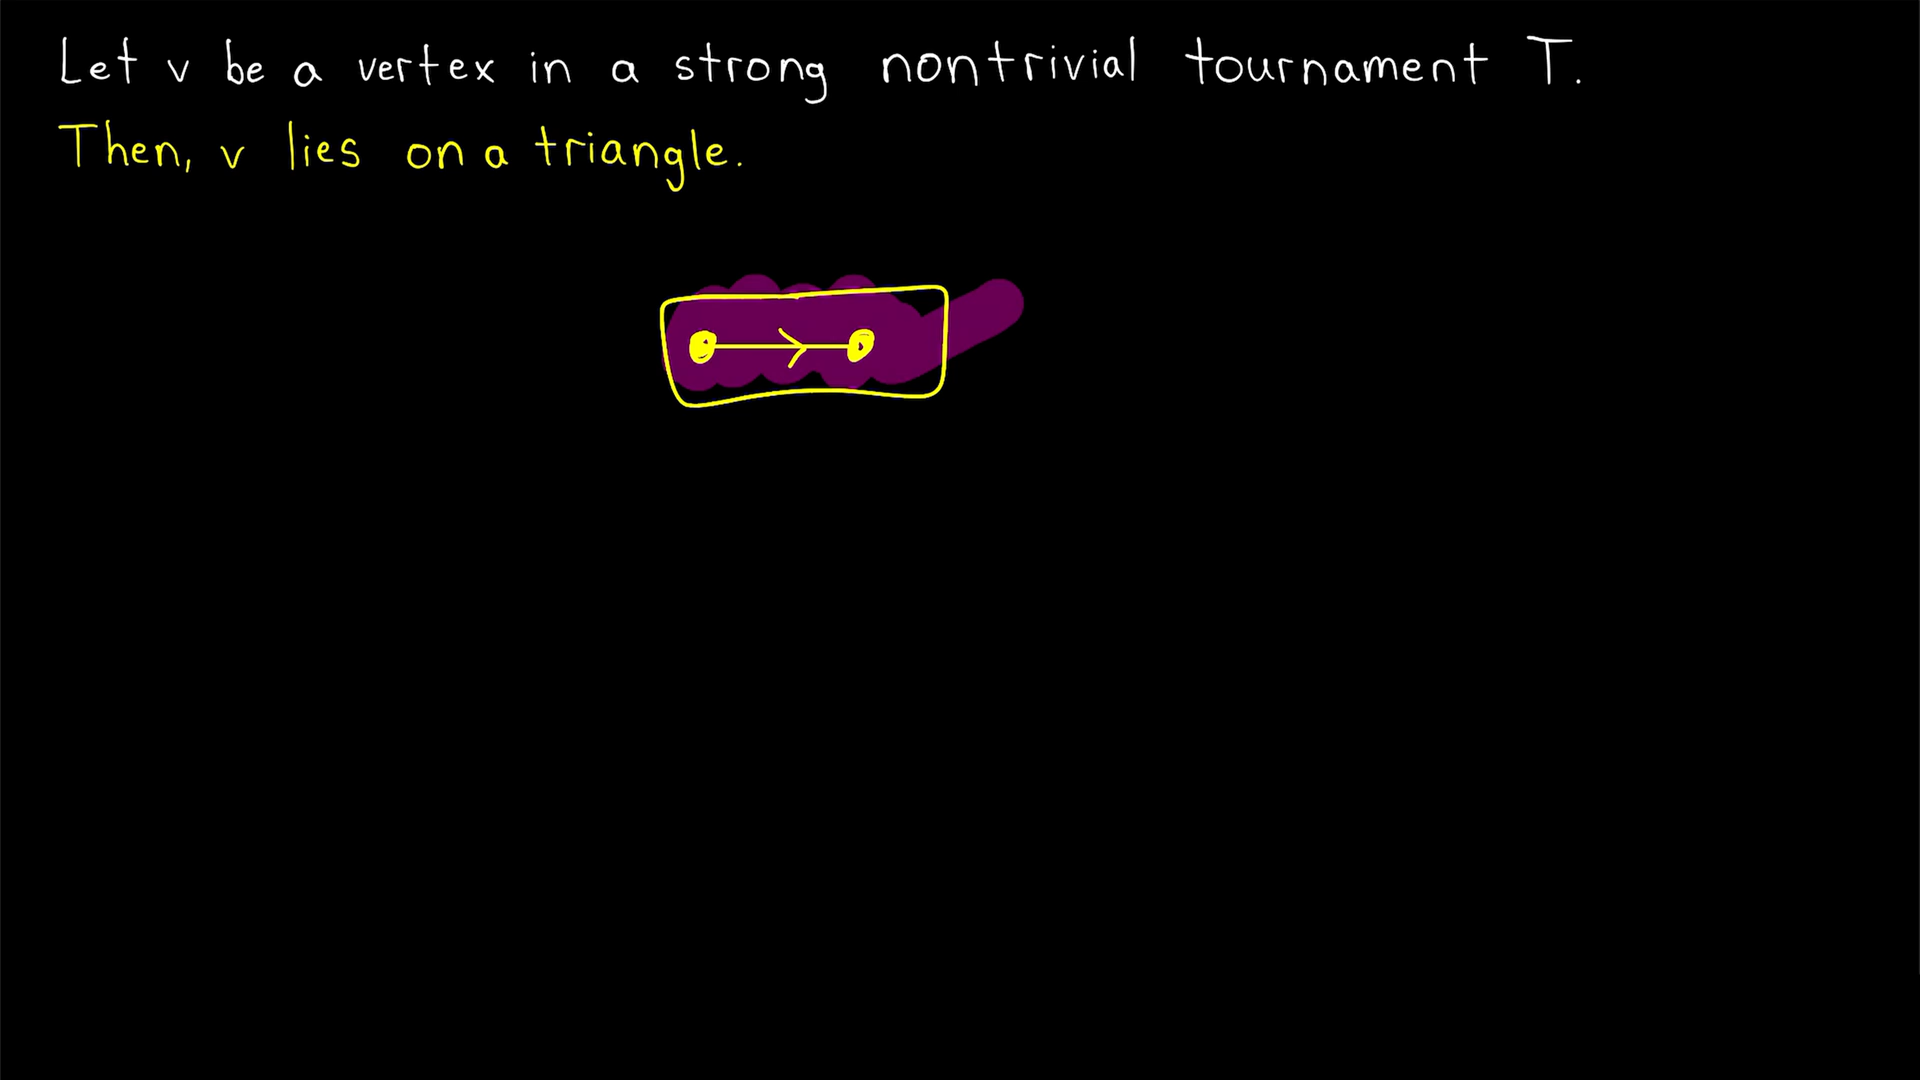 Let v be a vertex in a strong nontrivial tournament T.
Then, v lies on a triangle.